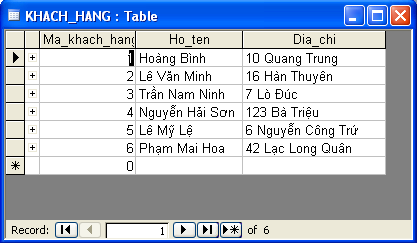 KHACH_HANG : Table
Ma_khach_hang Ho_ten Dia_chi
1 Hoàng Bình 10 Quang Trung
2 Lê Văn Minh 16 Hàn Thuyên
3 Trần Nam Ninh 7 Lò Đúc
4 Nguyễn Hải Sơn 123 Bà Triệu
5 Lê Mỹ Lệ 6 Nguyễn Công Trứ
6 Phạm Mai Hoa 42 Lạc Long Quân
0
Record: 1 of 6